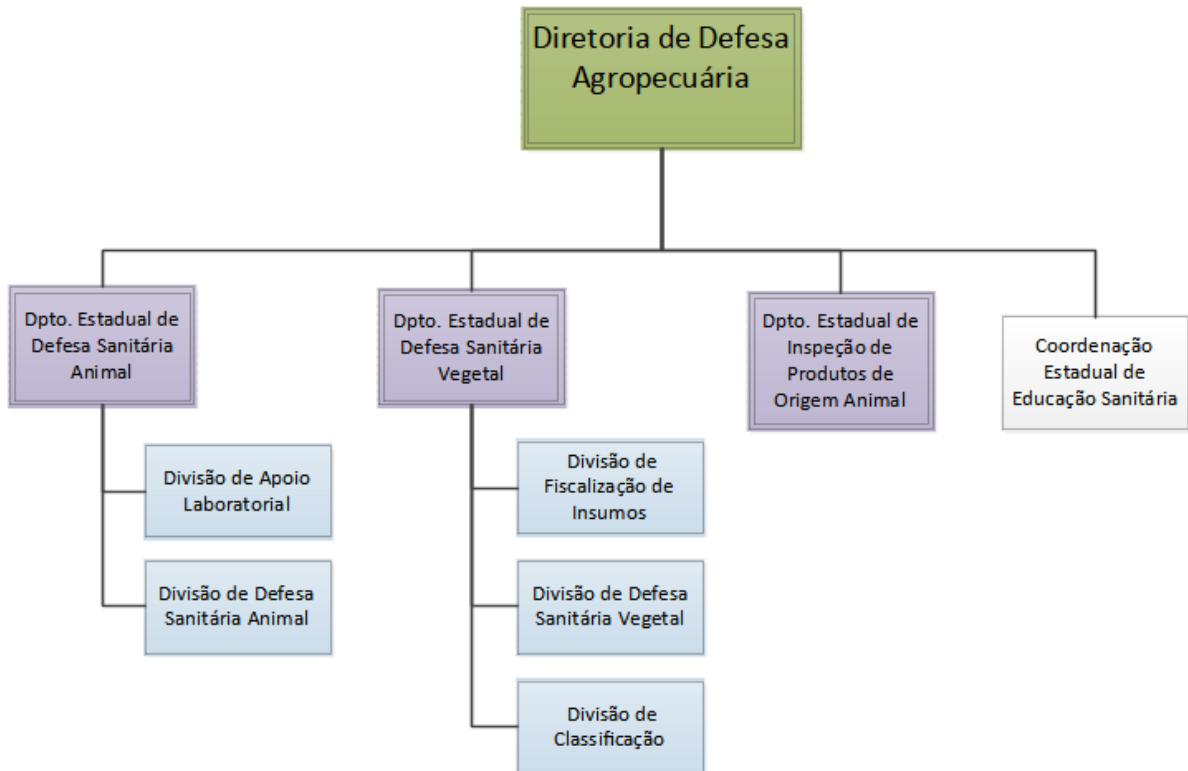 Diretoria de Defesa
Agropecuária
Dpto. Estadual de
Defesa Sanitária
Animal
Dpto. Estadual de
Defesa Sanitária
Vegetal
Dpto. Estadual de
Inspeção de
Produtos de
Origem Animal
Coordenação
Estadual de
Educação Sanitária
Divisão de Apoio
Laboratorial
Divisão de Defesa
Sanitária Animal
Divisão de
Fiscalização de
Insumos
Divisão de Defesa
Sanitária Vegetal
Divisão de
Classificação